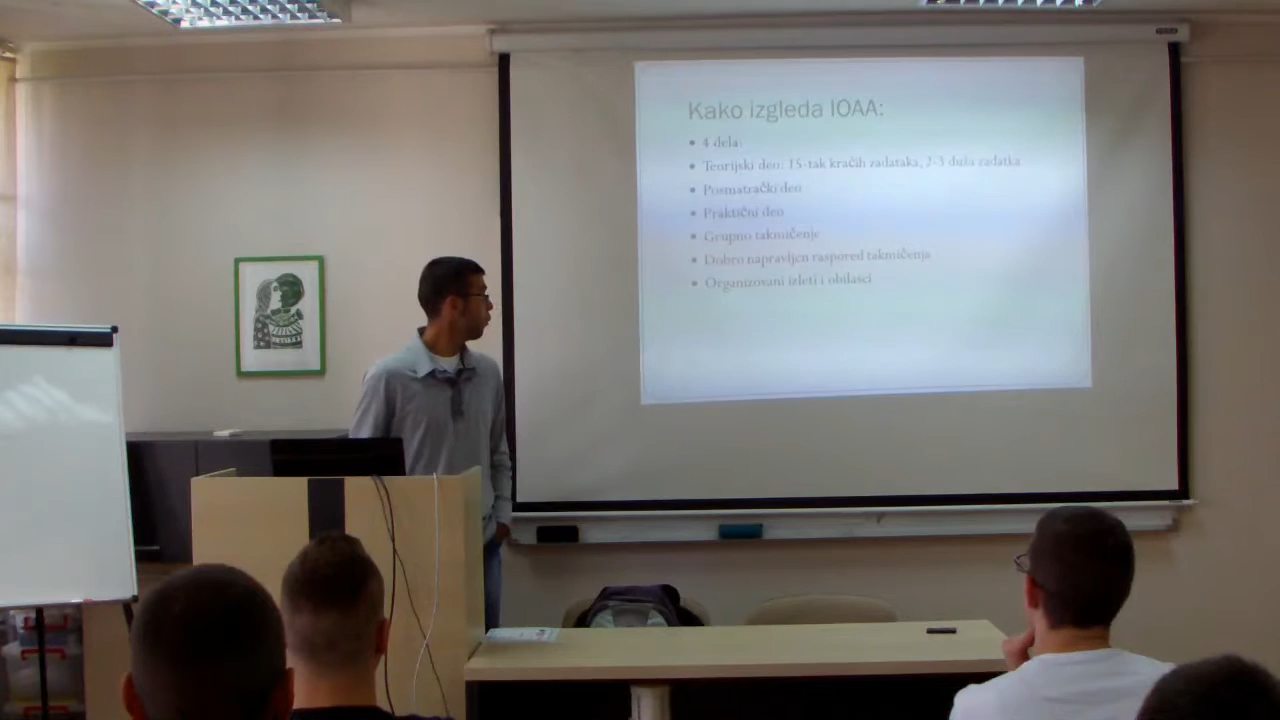 Kako izgleda IOAA:
• 4 dela:
• Teorijski deo: 15-tak kračih zadataka, 2-3 duža zadatka
• Posmatrački deo
• Praktični deo
• Grupno takmičenje
• Dobro napravljen raspored takmičenja
• Organizovani izleti i obilasci